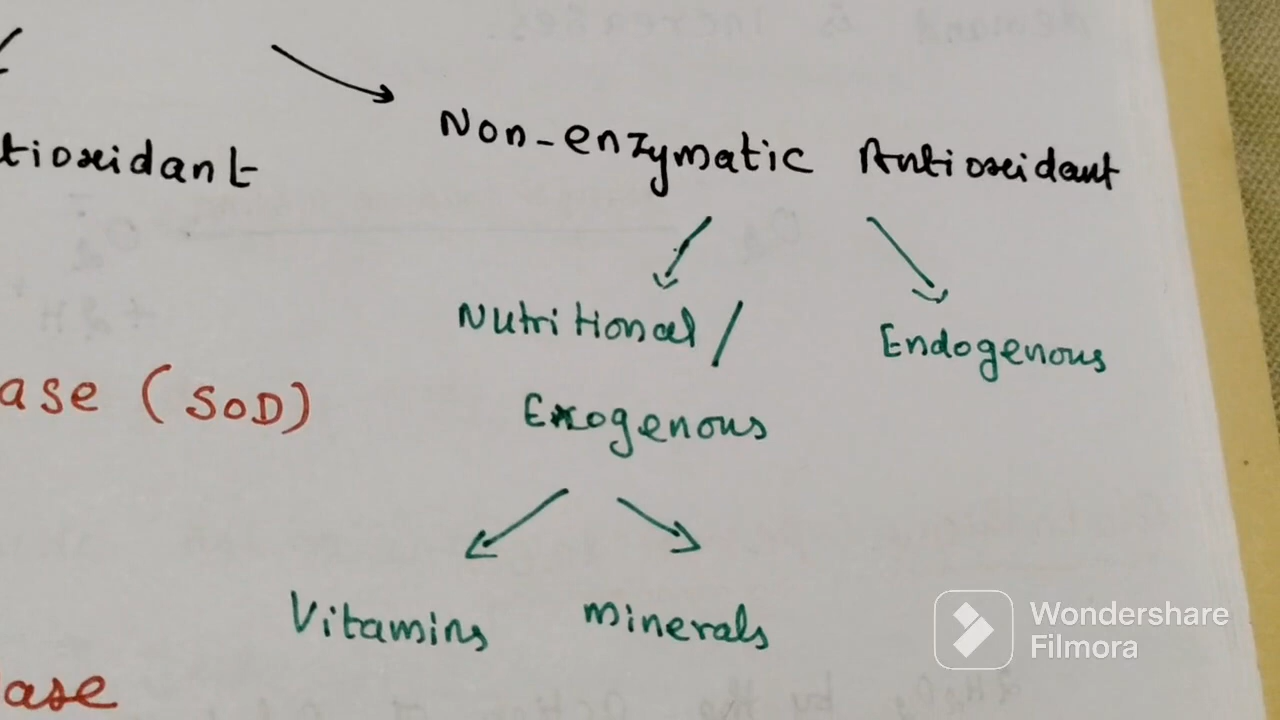 Non-enzymatic Antioxidant
tioxidant
Nutritional/
Endogenous
ase (SOD)
Exogenous
Vitamins
minerals
ase
Wondershare
Filmora